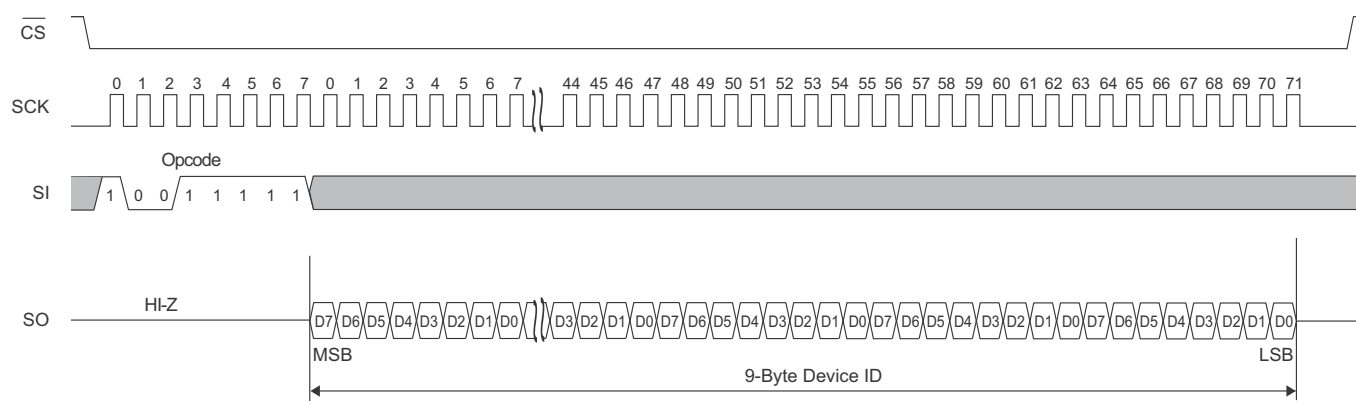 CS
0 1 2 3 4 5 6 7 0 1 2 3 4 5 6 7 44 45 46 47 48 49 50 51 52 53 54 55 56 57 58 59 60 61 62 63 64 65 66 67 68 69 70 71
SCK
Opcode
SI 1 0 0 1 1 1 1 1
HI-Z
SO D7 D6 D5 D4 D3 D2 D1 D0 D3 D2 D1 D0 D7 D6 D5 D4 D3 D2 D1 D0 D7 D6 D5 D4 D3 D2 D1 D0 D7 D6 D5 D4 D3 D2 D1 D0
MSB LSB
9-Byte Device ID